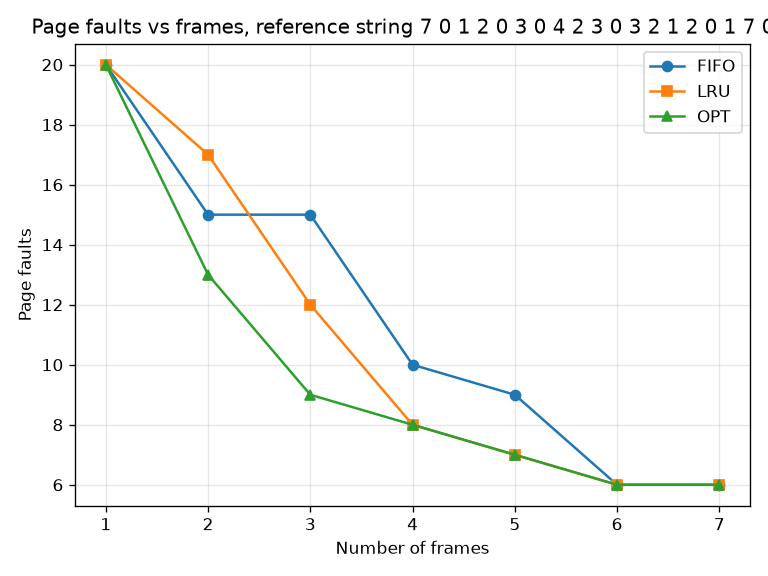 Page faults vs frames, reference string 7 0 1 2 0 3 0 4 2 3 0 3 2 1 2 0 1 7 0
FIFO
LRU
OPT
Page faults
20
18
16
14
12
10
8
6
1 2 3 4 5 6 7
Number of frames